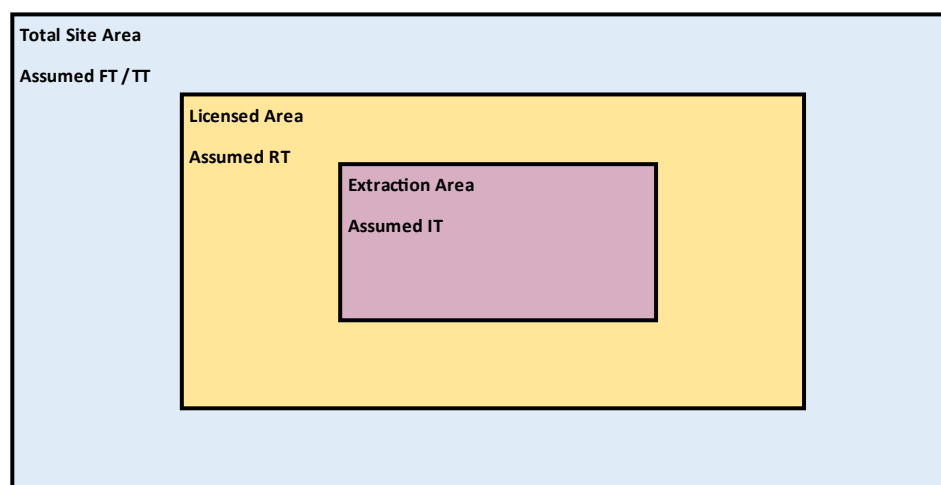 Total Site Area
Assumed FT / TT
Licensed Area
Assumed RT
Extraction Area
Assumed IT